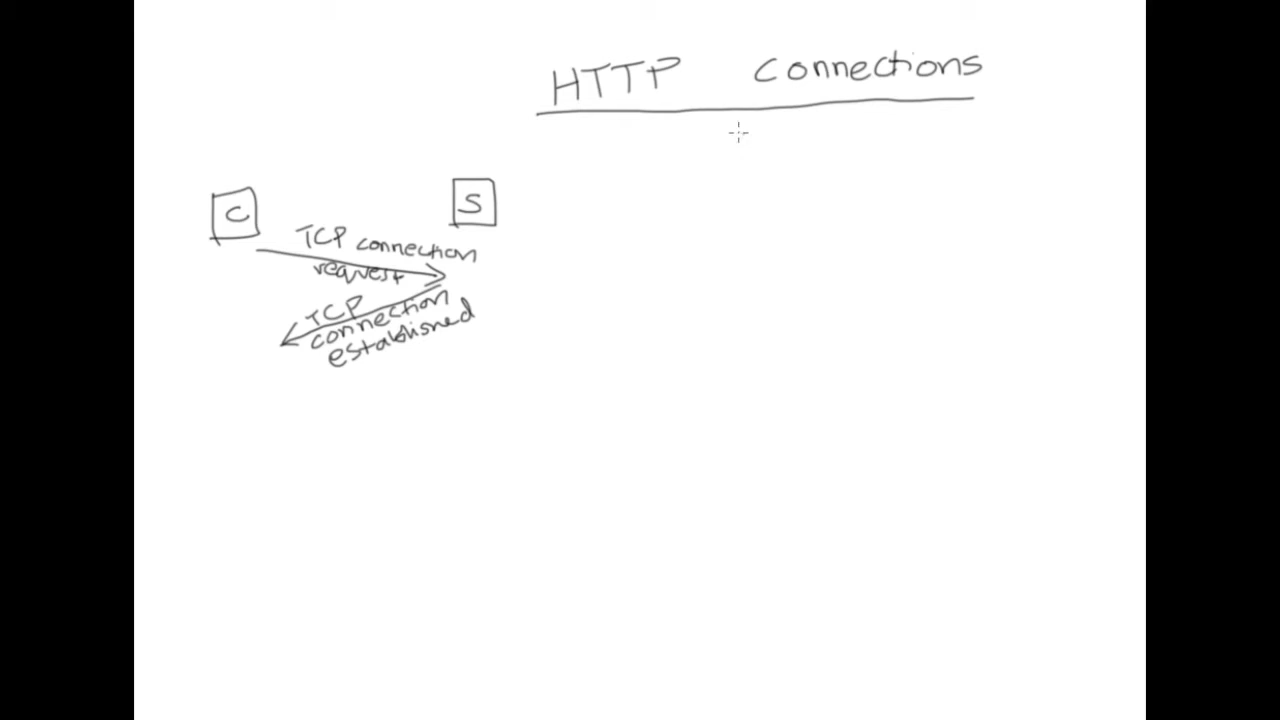 HTTP connections
C
S
TCP connection
request
TCP
connection
established